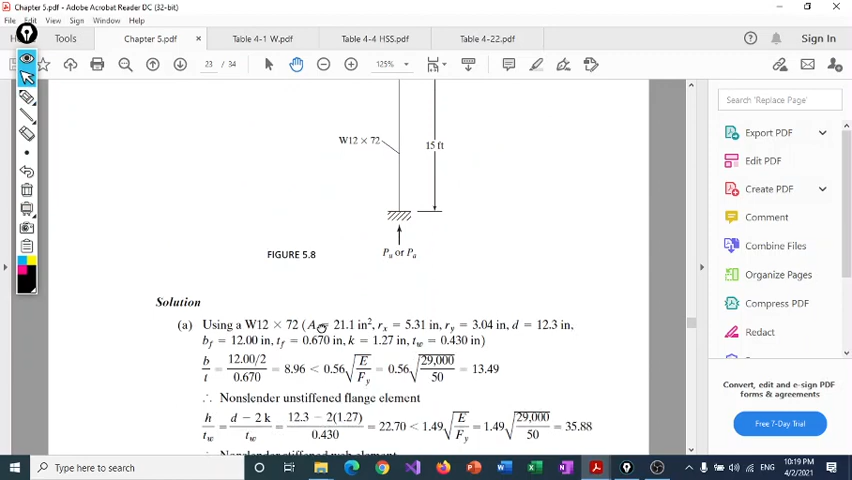 Chapter 5.pdf - Adobe Acrobat Reader DC (32-bit)
File Edit View Sign Window Help
Tools
Chapter 5.pdf
Table 4-1 W.pdf
Table 4-4 HSS.pdf
Table 4-22.pdf
Sign In
23 / 34
125%
W12 × 72
15 ft
FIGURE 5.8
Pu or Pa
Solution
(a) Using a W12 × 72 (A = 21.1 in², rx = 5.31 in, ry = 3.04 in, d = 12.3 in,
bf = 12.00 in, tf = 0.670 in, k = 1.27 in, tw = 0.430 in)
b/t = 12.00/2 / 0.670 = 8.96 < 0.56 √(E/Fy) = 0.56 √(29,000/50) = 13.49
∴ Nonslender unstiffened flange element
h/tw = d − 2 k / tw = 12.3 − 2(1.27) / 0.430 = 22.70 < 1.49 √(E/Fy) = 1.49 √(29,000/50) = 35.88
Search 'Replace Page'
Export PDF
Edit PDF
Create PDF
Comment
Combine Files
Organize Pages
Compress PDF
Redact
Convert, edit and e-sign PDF
forms & agreements
Free 7-Day Trial
Type here to search
ENG
10:19 PM
4/2/2021